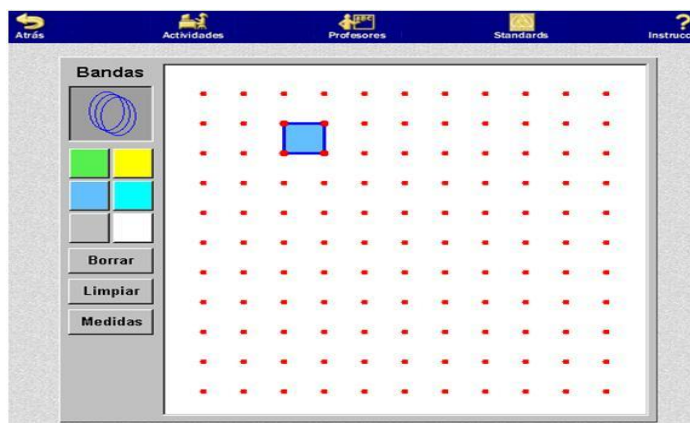 Atrás Actividades Profesores Standards
Bandas
Borrar
Limpiar
Medidas